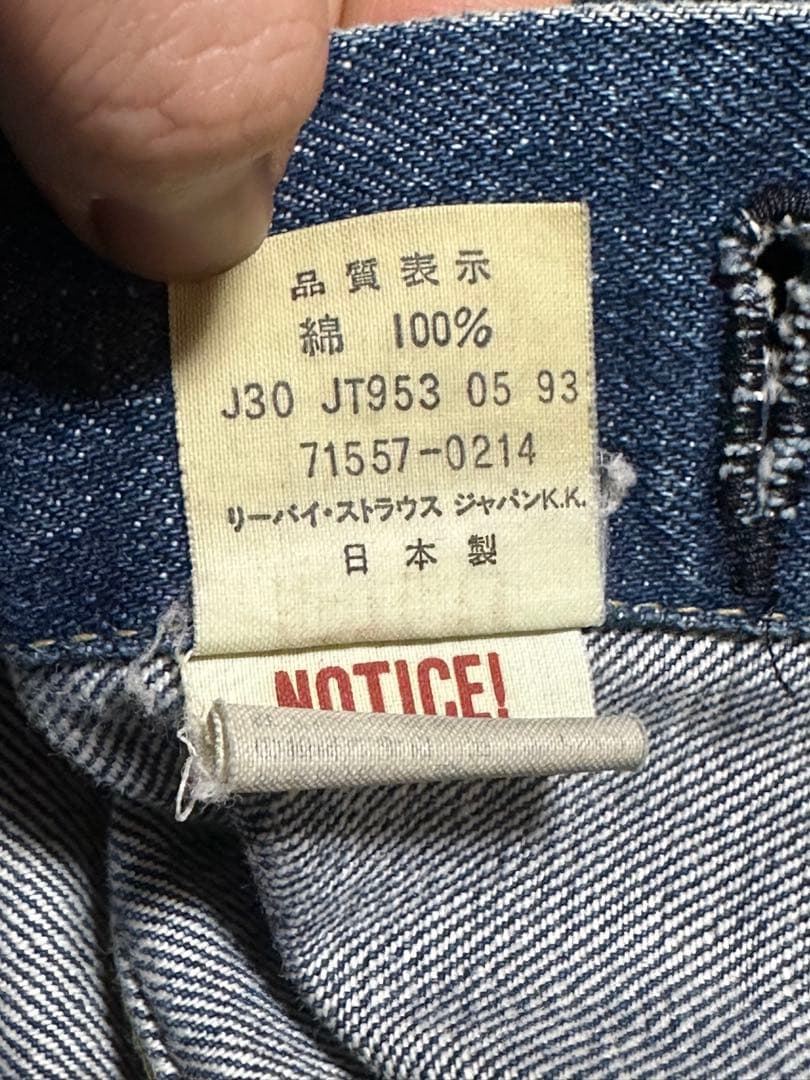 品質表示
綿 100%
J30 JT953 05 93
71557-0214
リーバイ・ストラウス ジャパンK.K.
日本製
NOTICE!